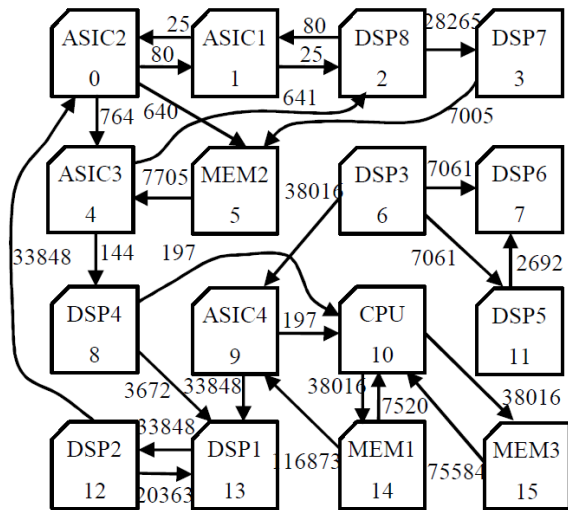 25 80 28265
ASIC2 ASIC1 DSP8 DSP7
80 25
0 1 2 3
764 640 641 7005
ASIC3 7705 MEM2 38016 DSP3 7061 DSP6
4 5 6 7
33848 144 197 7061 2692
DSP4 ASIC4 197 CPU DSP5
8 9 10 11
3672 33848 38016 7520 38016
DSP2 33848 DSP1 116873 MEM1 75584 MEM3
12 20363 13 14 15